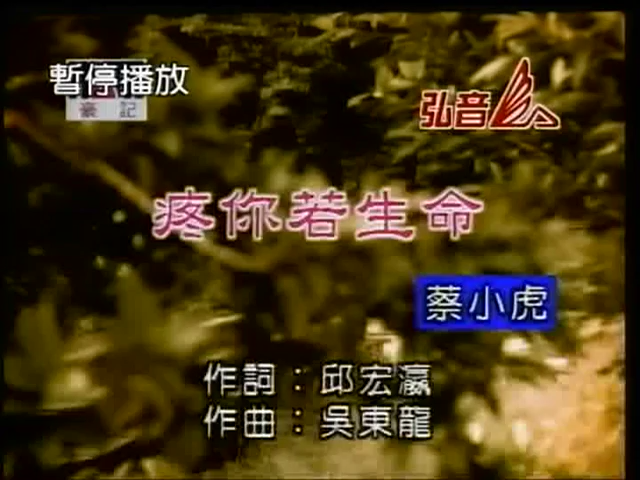 暫停播放
豪記
弘音
疼你若生命
蔡小虎
作詞：邱宏瀛
作曲：吳東龍